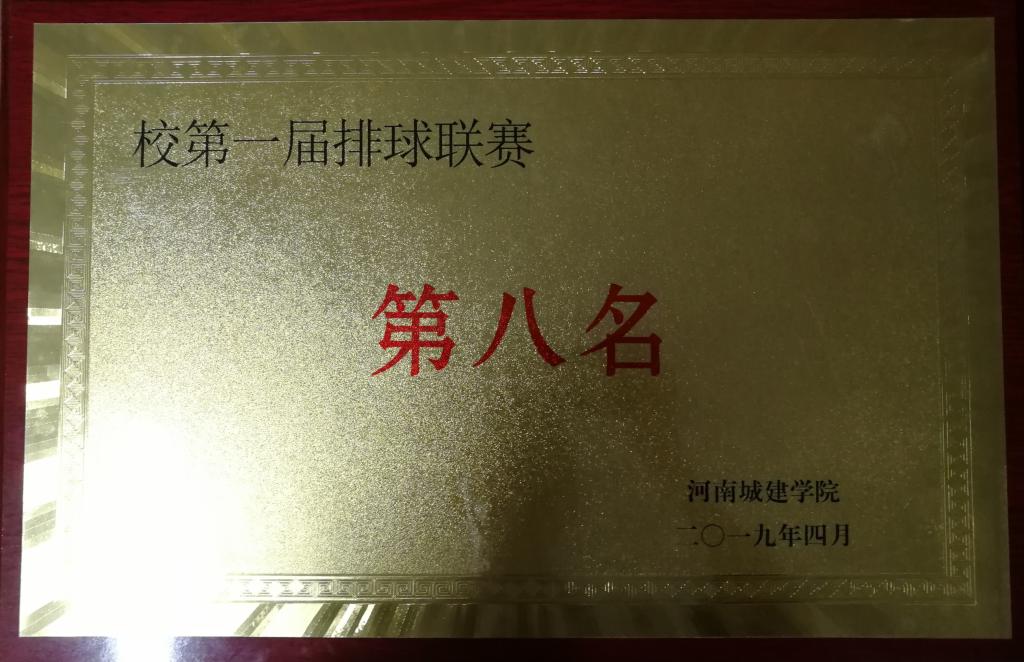 校第一届排球联赛
第八名
河南城建学院
二〇一九年四月